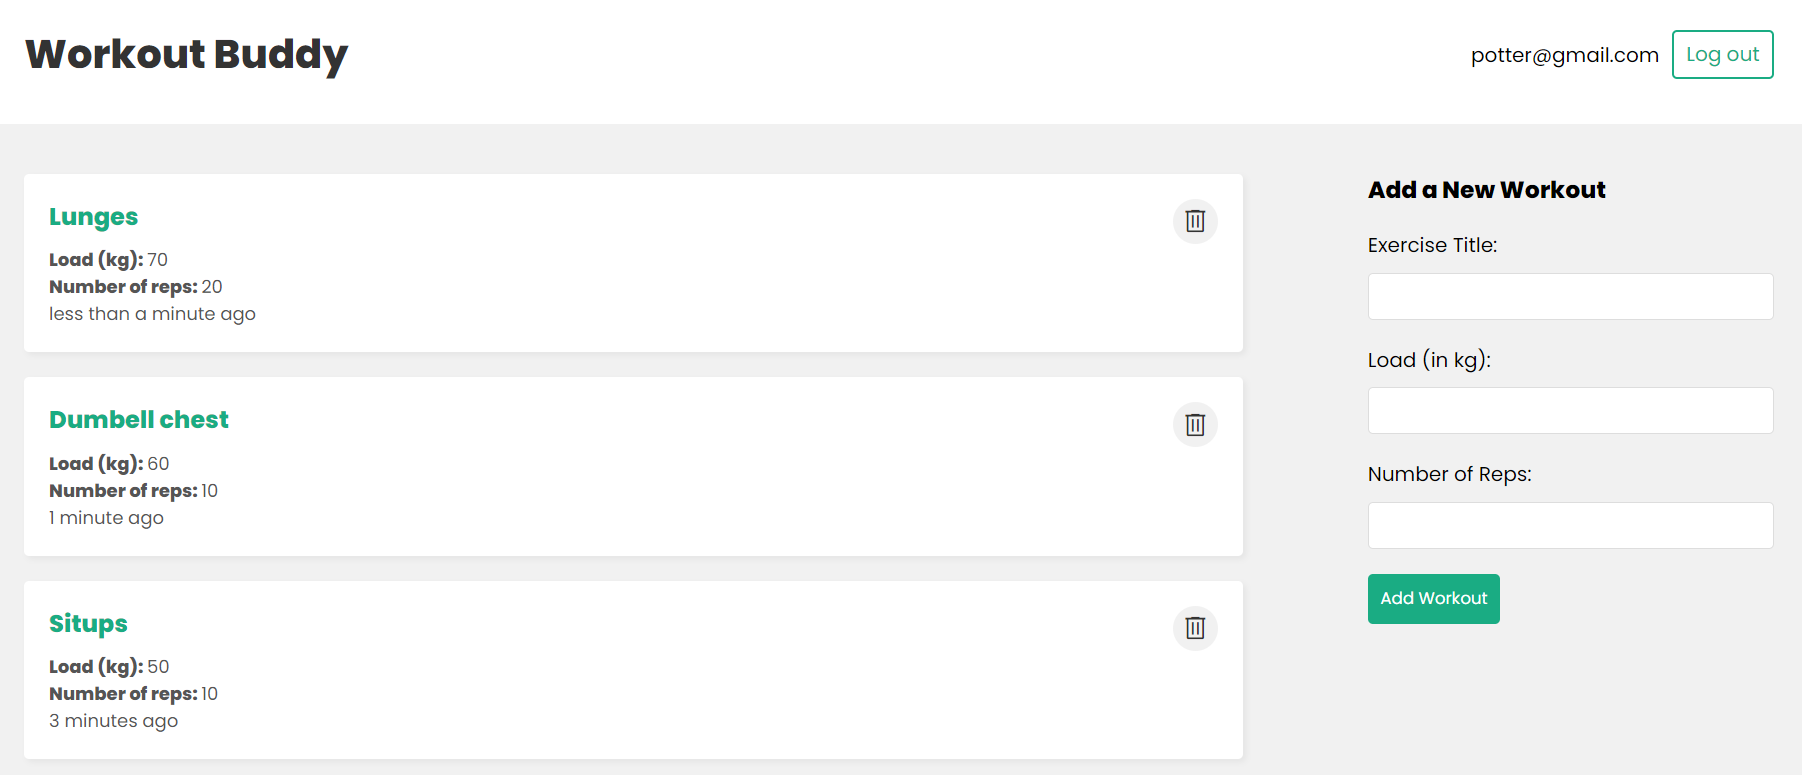 Workout Buddy
potter@gmail.com
Log out
Lunges
Load (kg): 70
Number of reps: 20
less than a minute ago
Dumbell chest
Load (kg): 60
Number of reps: 10
1 minute ago
Situps
Load (kg): 50
Number of reps: 10
3 minutes ago
Add a New Workout
Exercise Title:
Load (in kg):
Number of Reps:
Add Workout